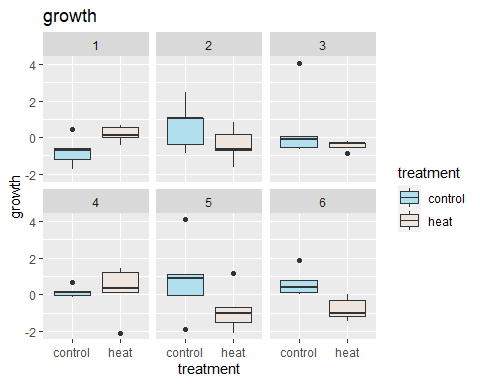 growth
1 2 3
4
2
0
-2
4 5 6
4
2
0
-2
growth
control heat control heat control heat
treatment
treatment
control
heat